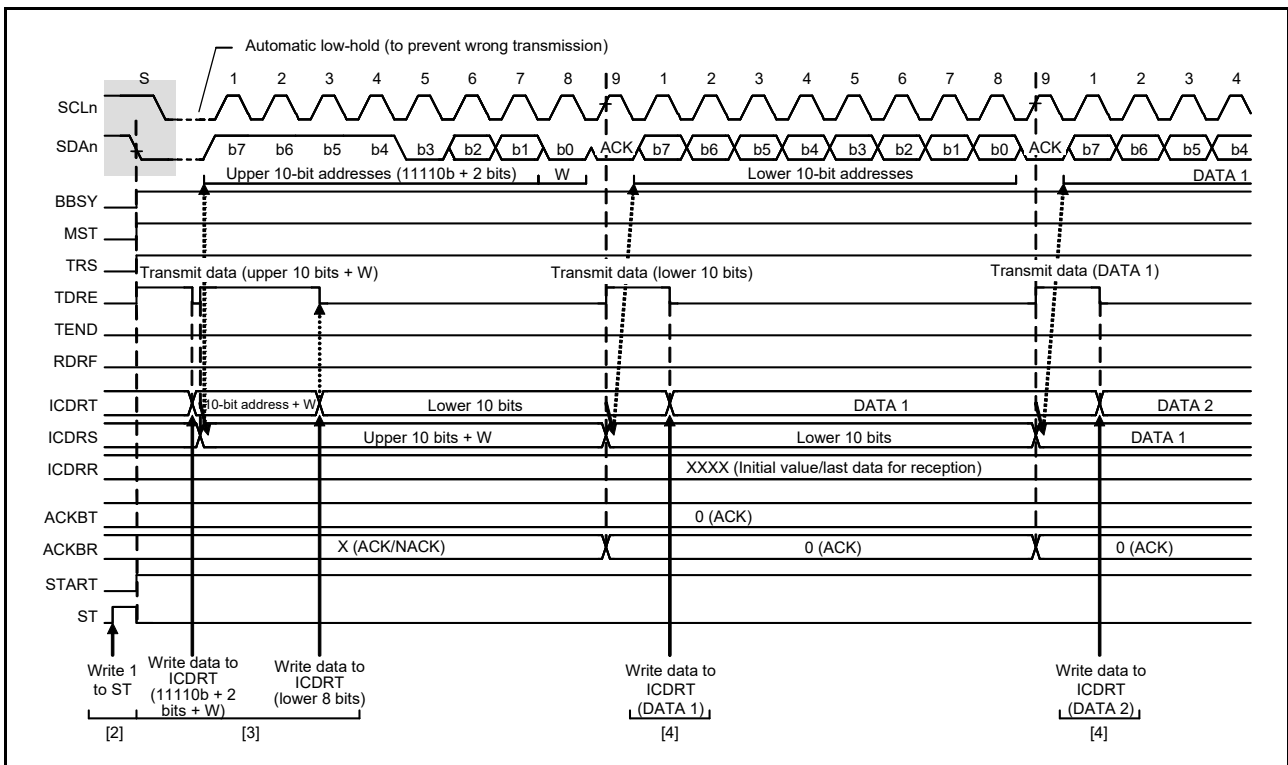 Automatic low-hold (to prevent wrong transmission)
S 1 2 3 4 5 6 7 8 9 1 2 3 4 5 6 7 8 9 1 2 3 4
SCLn
SDAn b7 b6 b5 b4 b3 b2 b1 b0 ACK b7 b6 b5 b4 b3 b2 b1 b0 ACK b7 b6 b5 b4
Upper 10-bit addresses (11110b + 2 bits) W Lower 10-bit addresses DATA 1
BBSY
MST
TRS
Transmit data (upper 10 bits + W) Transmit data (lower 10 bits) Transmit data (DATA 1)
TDRE
TEND
RDRF
ICDRT 10-bit address + W Lower 10 bits DATA 1 DATA 2
ICDRS Upper 10 bits + W Lower 10 bits DATA 1
ICDRR XXXX (Initial value/last data for reception)
ACKBT 0 (ACK)
ACKBR X (ACK/NACK) 0 (ACK) 0 (ACK)
START
ST
Write 1
to ST
Write data to
ICDRT
(11110b + 2
bits + W)
Write data to
ICDRT
(lower 8 bits)
Write data to
ICDRT
(DATA 1)
Write data to
ICDRT
(DATA 2)
[2] [3] [4] [4]